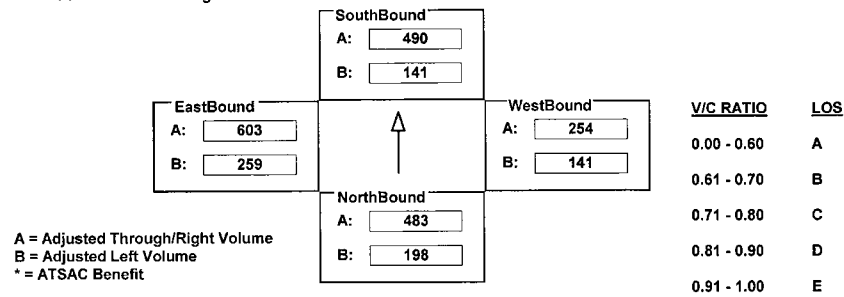 SouthBound
A: 490
B: 141
EastBound
A: 603
B: 259
WestBound
A: 254
B: 141
NorthBound
A: 483
B: 198
A = Adjusted Through/Right Volume
B = Adjusted Left Volume
* = ATSAC Benefit
V/C RATIO LOS
0.00 - 0.60 A
0.61 - 0.70 B
0.71 - 0.80 C
0.81 - 0.90 D
0.91 - 1.00 E